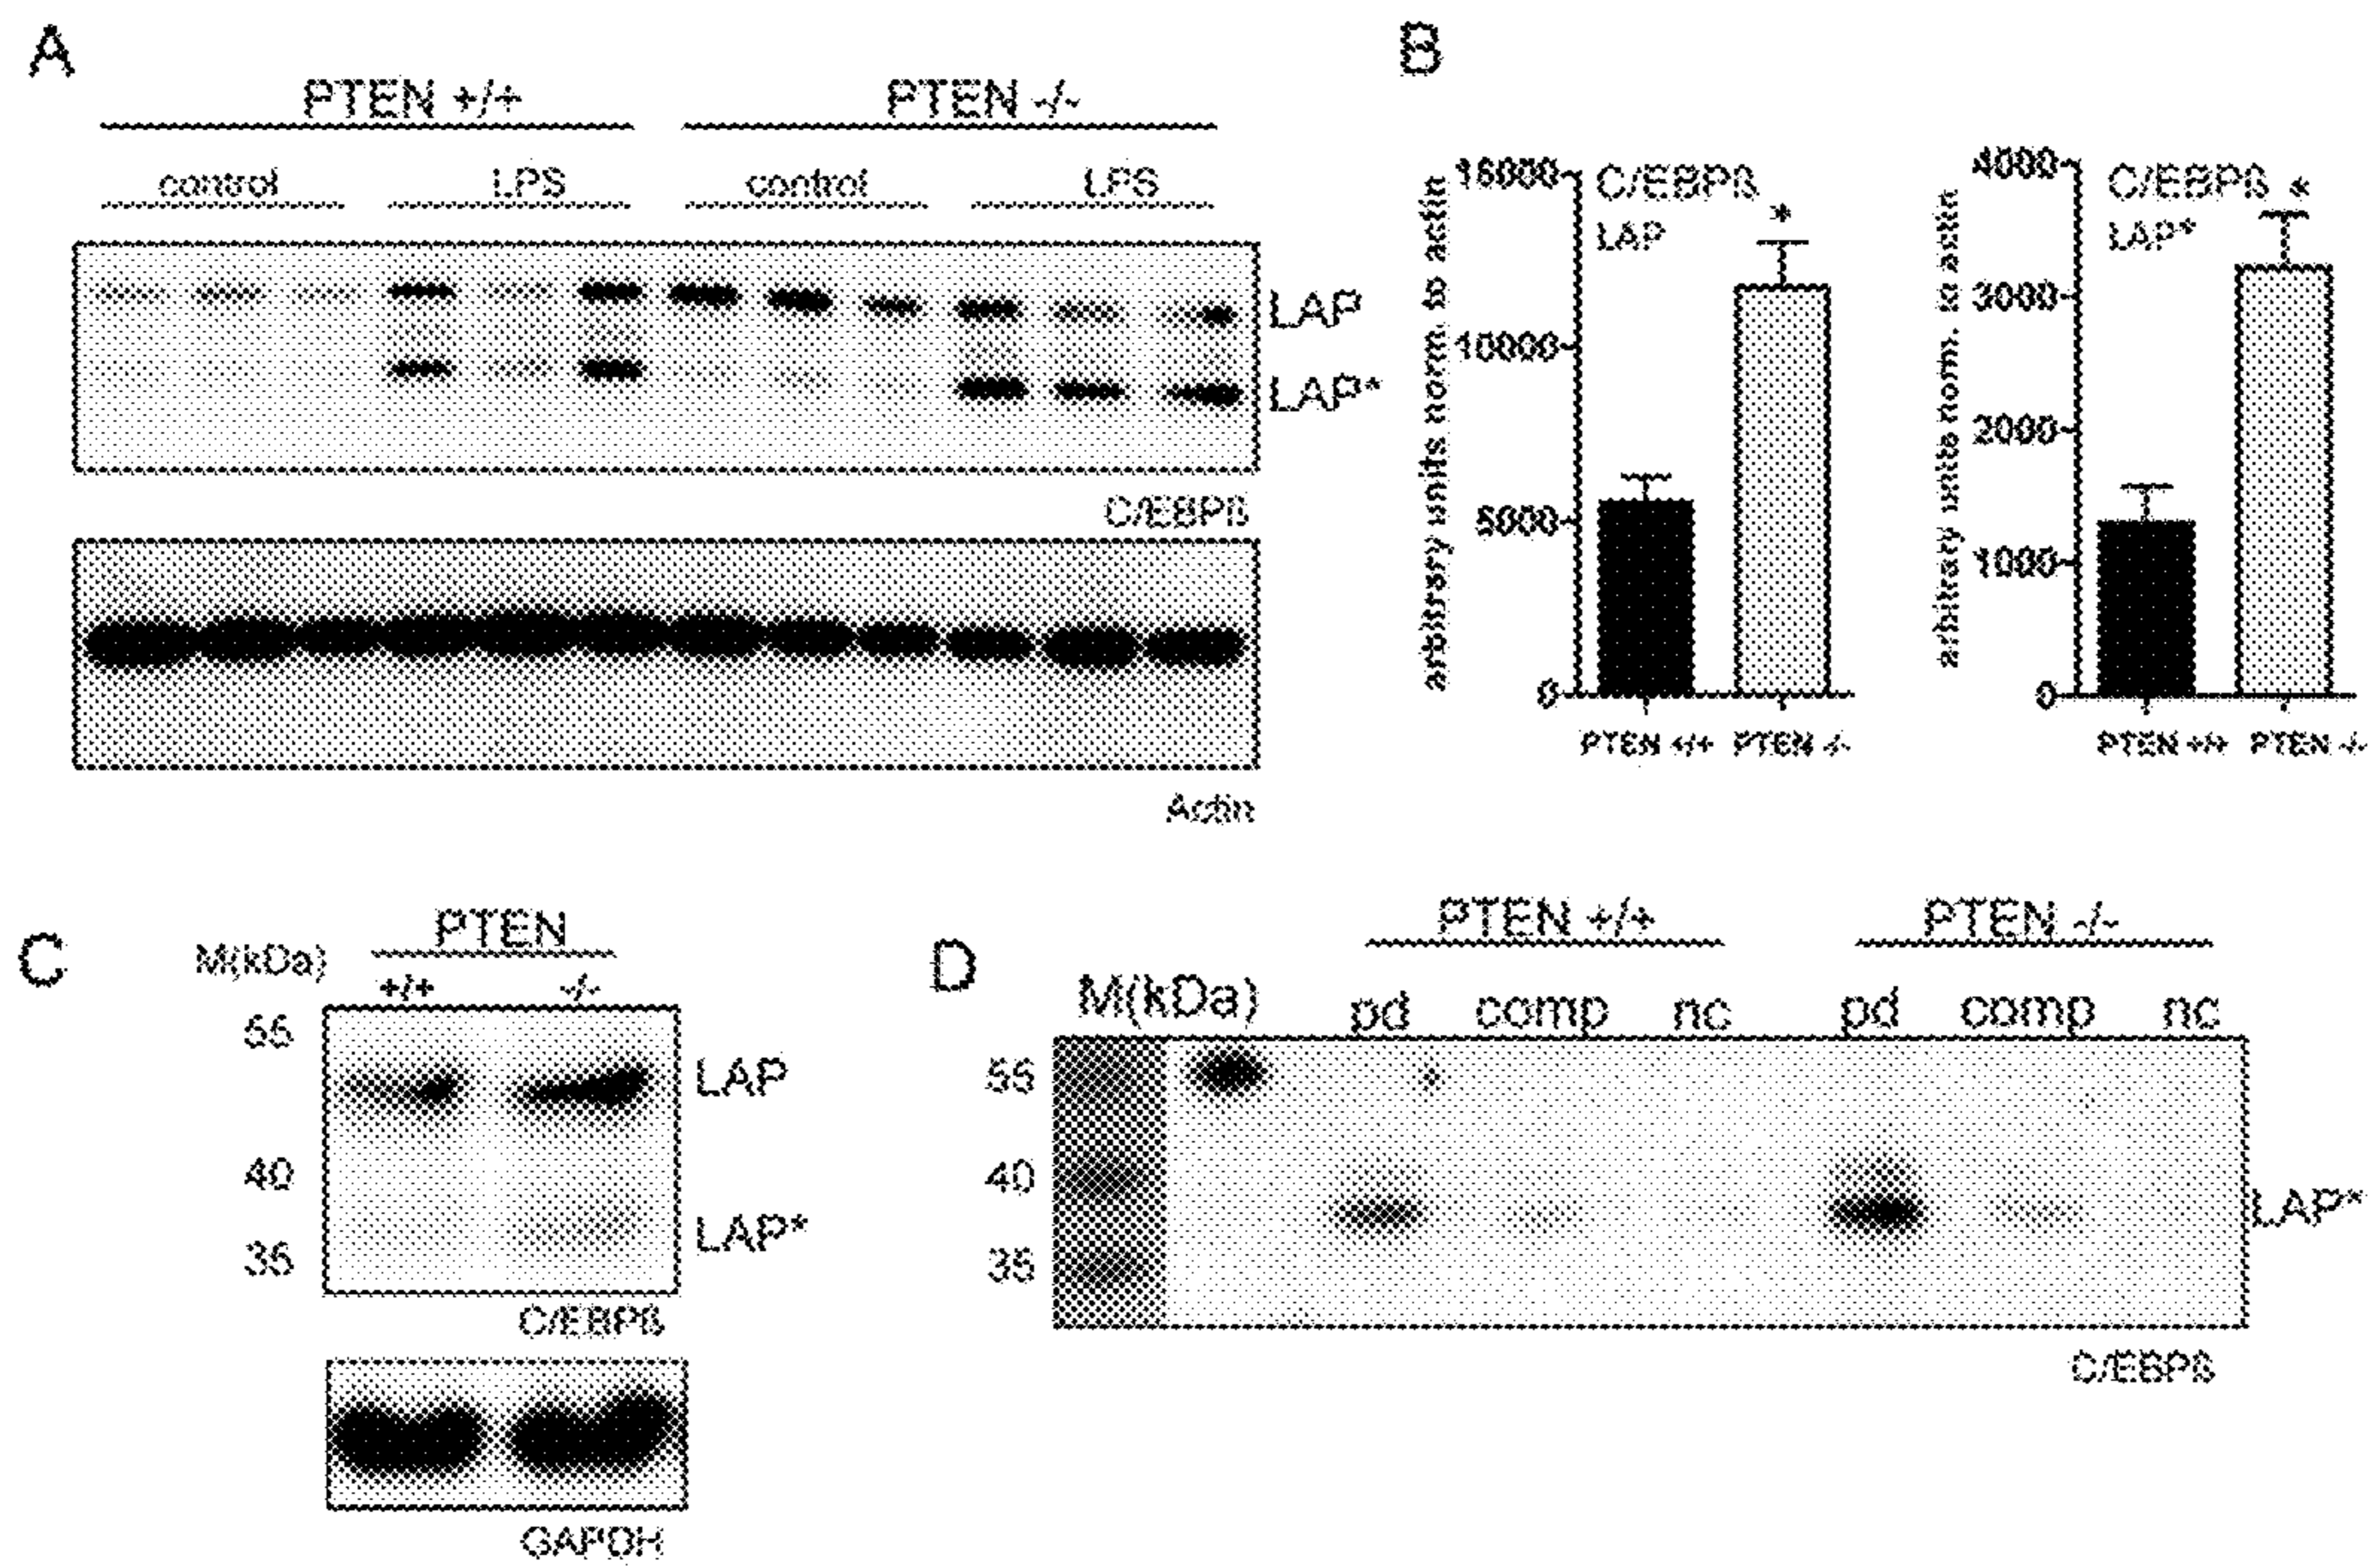 A
PTEN +/+ PTEN -/-
control LPS control LPS
LAP
LAP*
C/EBPß
Actin
B
arbitrary units norm. to actin
15000
10000
5000
0
C/EBPß
LAP
*
PTEN +/+ PTEN -/-
arbitrary units norm. to actin
4000
3000
2000
1000
0
C/EBPß *
LAP*
PTEN +/+ PTEN -/-
C
PTEN
M(kDa) +/+ -/-
55
40
35
LAP
LAP*
C/EBPß
GAPDH
D
PTEN +/+ PTEN -/-
M(kDa) pd comp nc pd comp nc
55
40
35
LAP*
C/EBPß